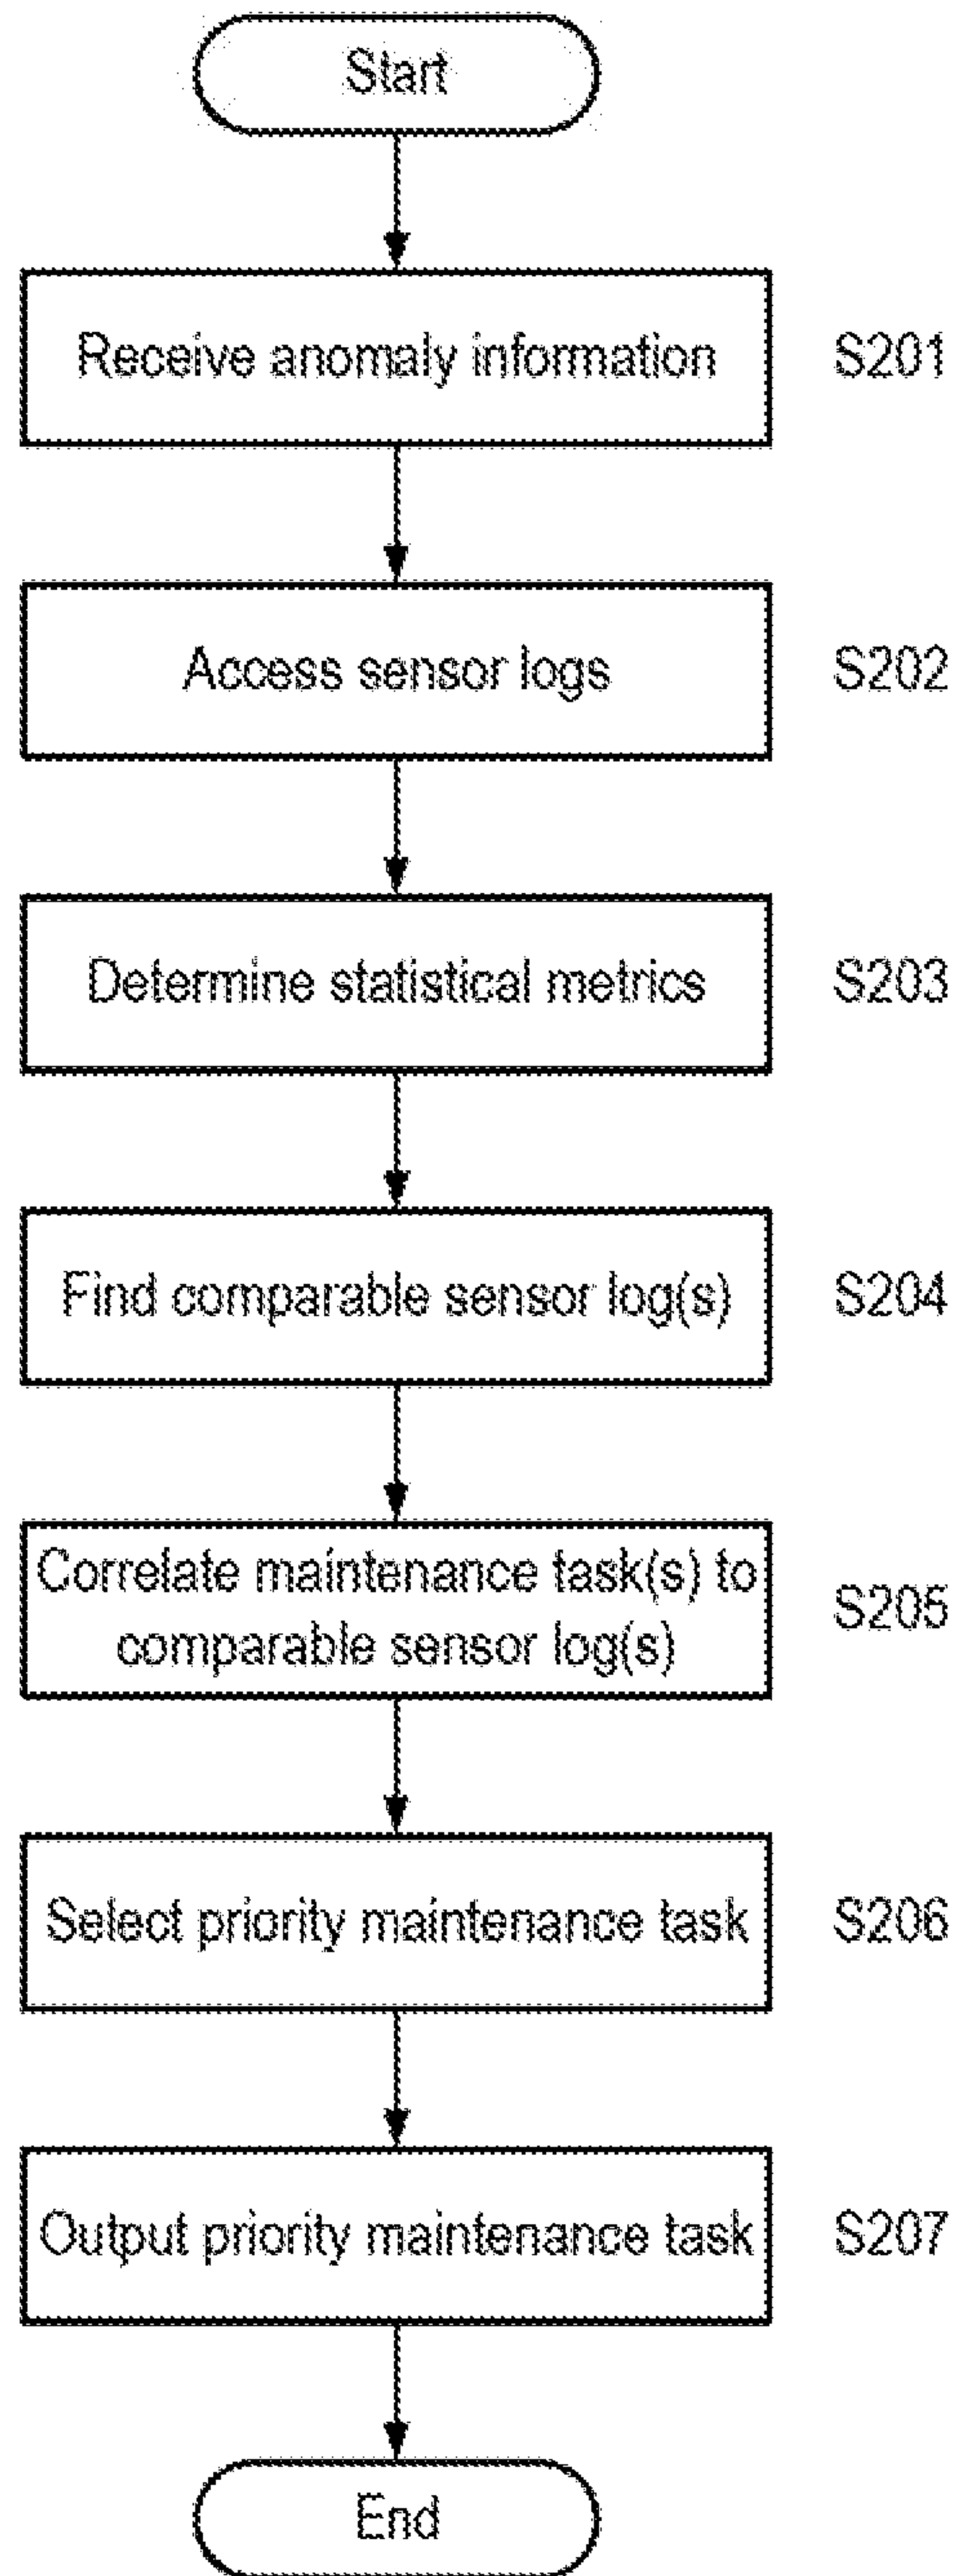 Start
Receive anomaly information
S201
Access sensor logs
S202
Determine statistical metrics
S203
Find comparable sensor log(s)
S204
Correlate maintenance task(s) to
comparable sensor log(s)
S205
Select priority maintenance task
S206
Output priority maintenance task
S207
End